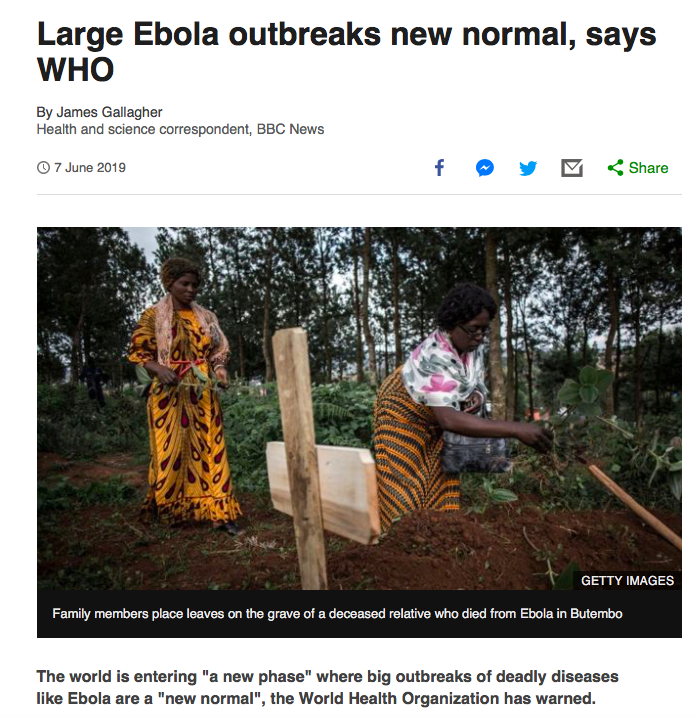 Large Ebola outbreaks new normal, says
WHO
By James Gallagher
Health and science correspondent, BBC News
7 June 2019
Share
GETTY IMAGES
Family members place leaves on the grave of a deceased relative who died from Ebola in Butembo
The world is entering "a new phase" where big outbreaks of deadly diseases
like Ebola are a "new normal", the World Health Organization has warned.